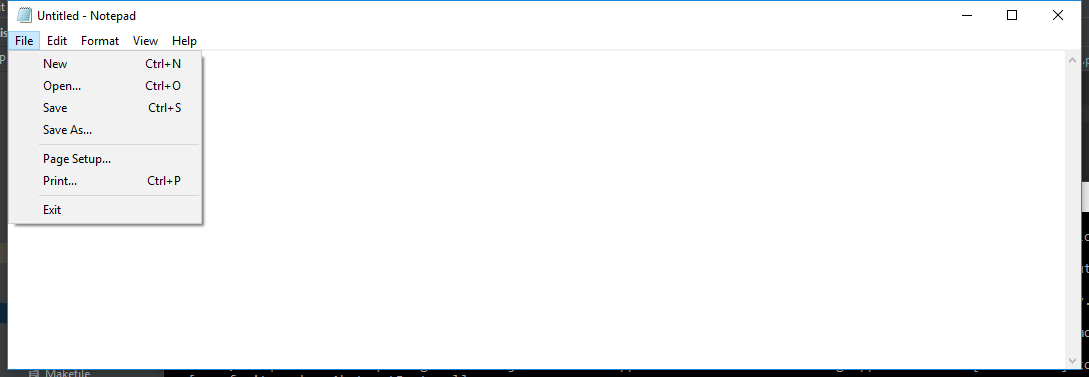 Untitled - Notepad
File Edit Format View Help
New Ctrl+N
Open... Ctrl+O
Save Ctrl+S
Save As...
Page Setup...
Print... Ctrl+P
Exit
Makefile